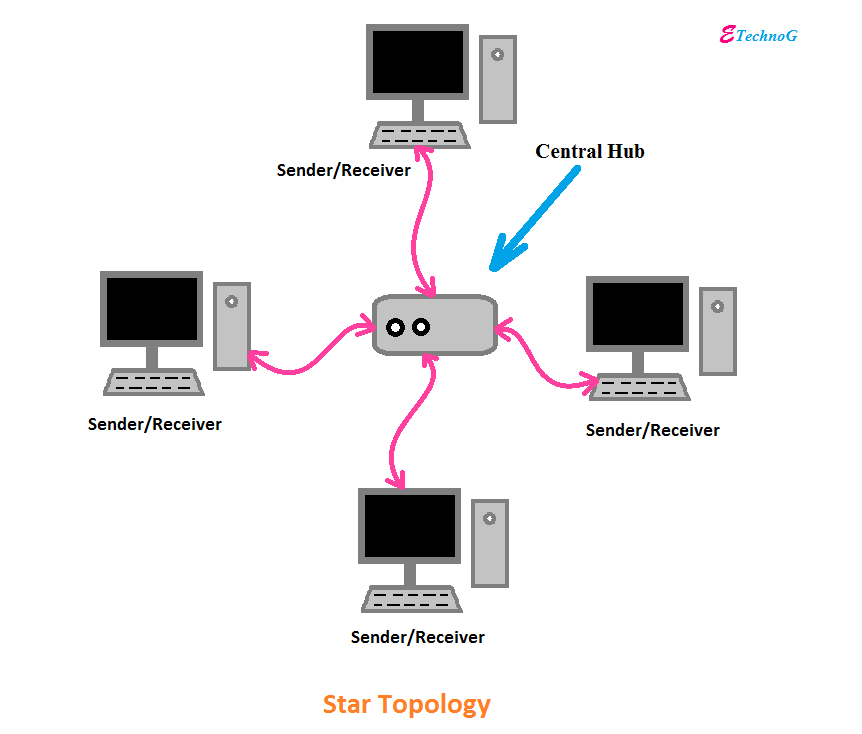 ETechnoG
Central Hub
Sender/Receiver
Sender/Receiver
Sender/Receiver
Sender/Receiver
Star Topology